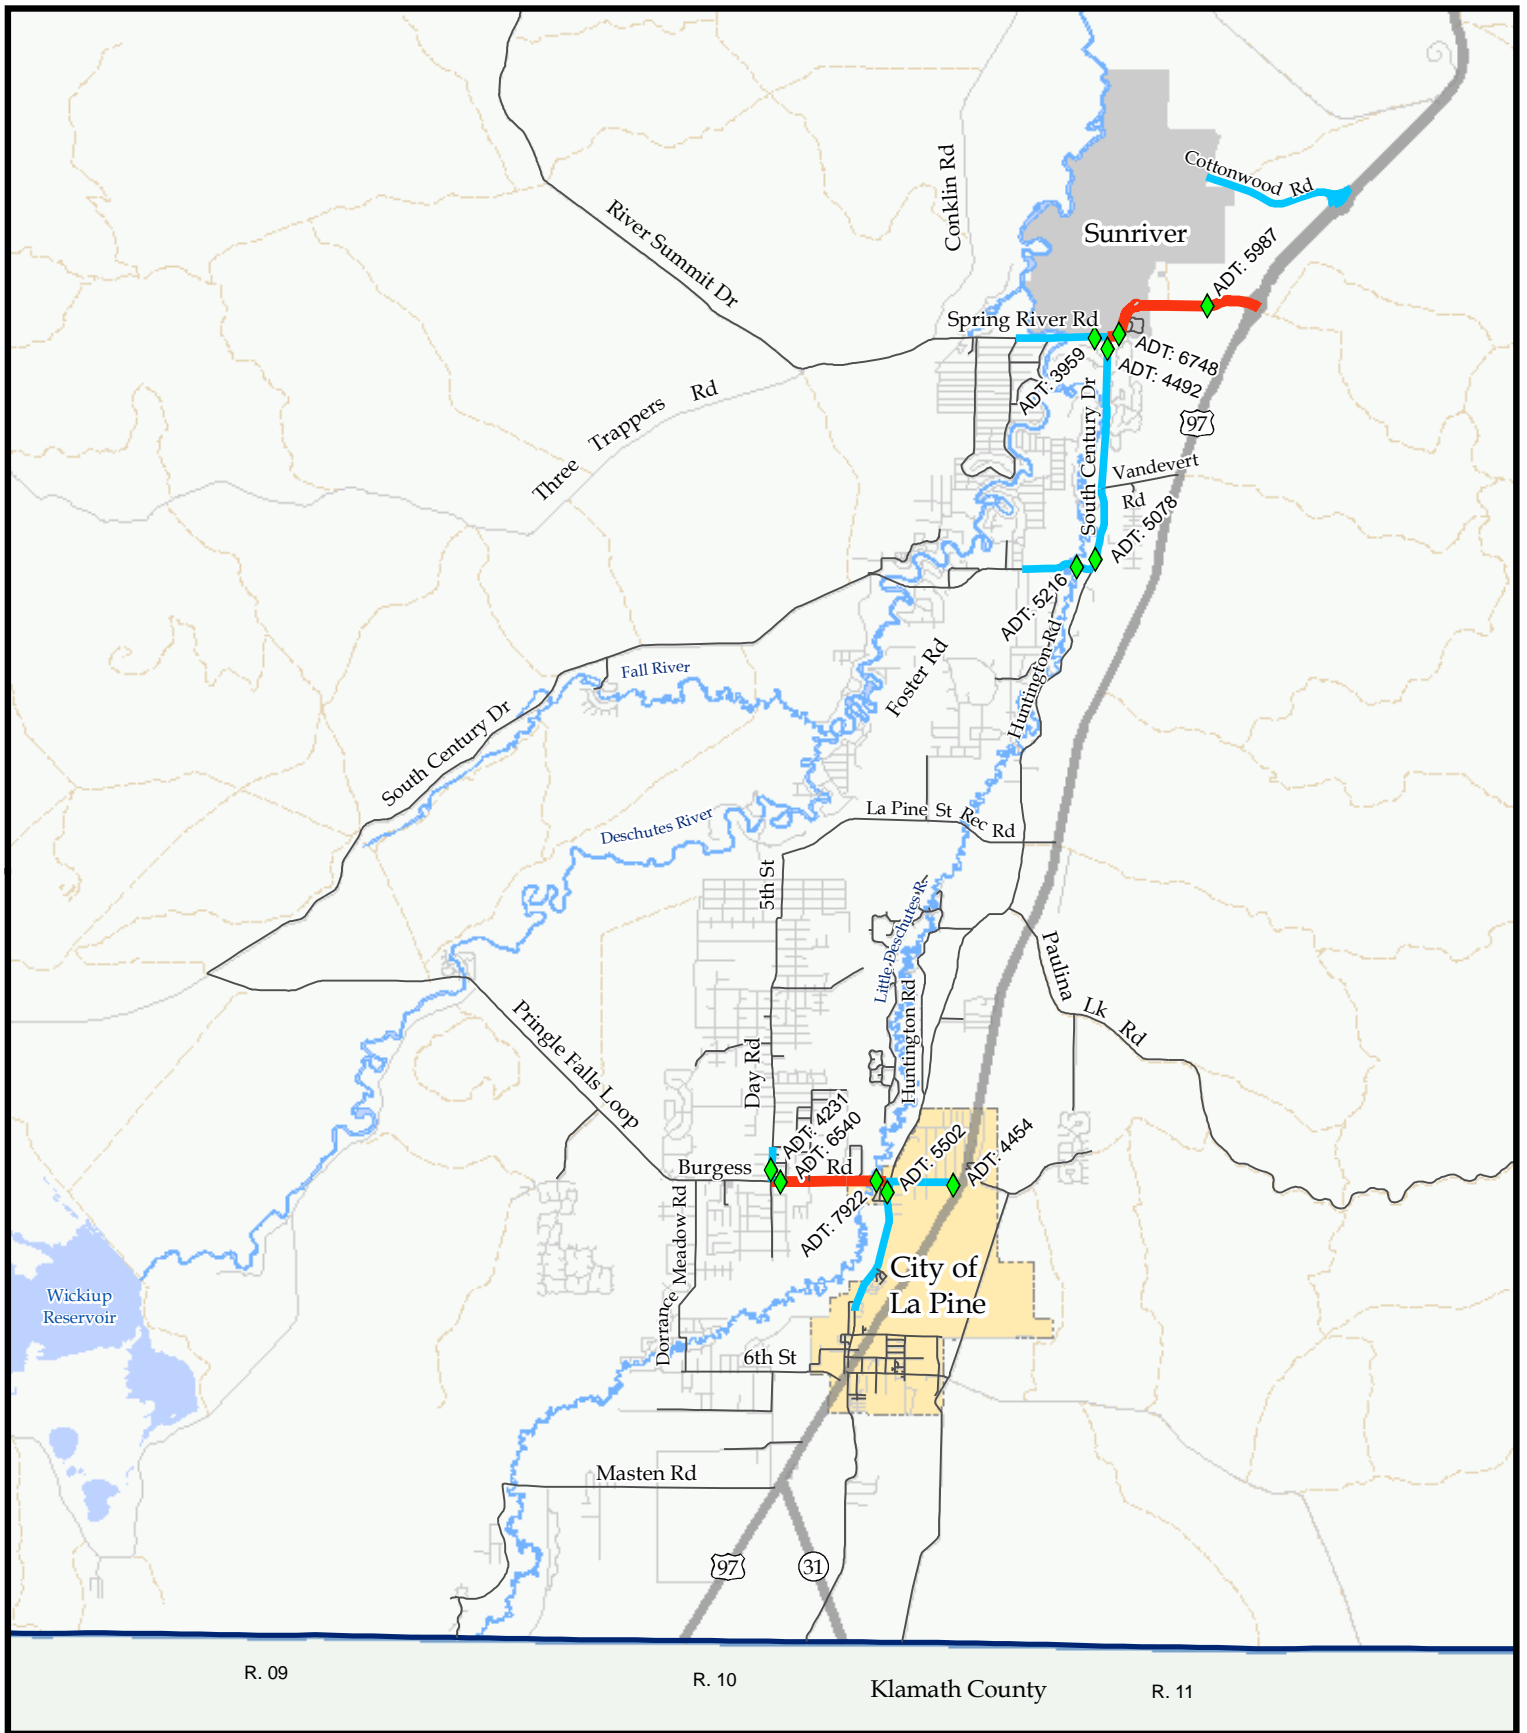 Conklin Rd
Cottonwood Rd
River Summit Dr
Sunriver
ADT: 5987
Spring River Rd
ADT: 6748
ADT: 3959
ADT: 4492
Three Trappers Rd
97
South Century Dr
Vandevert
Rd
ADT: 5078
ADT: 5216
Huntington Rd
Foster Rd
Fall River
South Century Dr
Deschutes River
La Pine St Rec Rd
5th St
Little Deschutes R.
Paulina Lk Rd
Huntington Rd
Pringle Falls Loop
Day Rd
ADT: 4231
ADT: 6540
ADT: 5502
ADT: 4454
Burgess Rd
ADT: 7922
Dorrance Meadow Rd
City of
La Pine
Wickiup
Reservoir
6th St
Masten Rd
97
31
R. 09
R. 10
Klamath County
R. 11